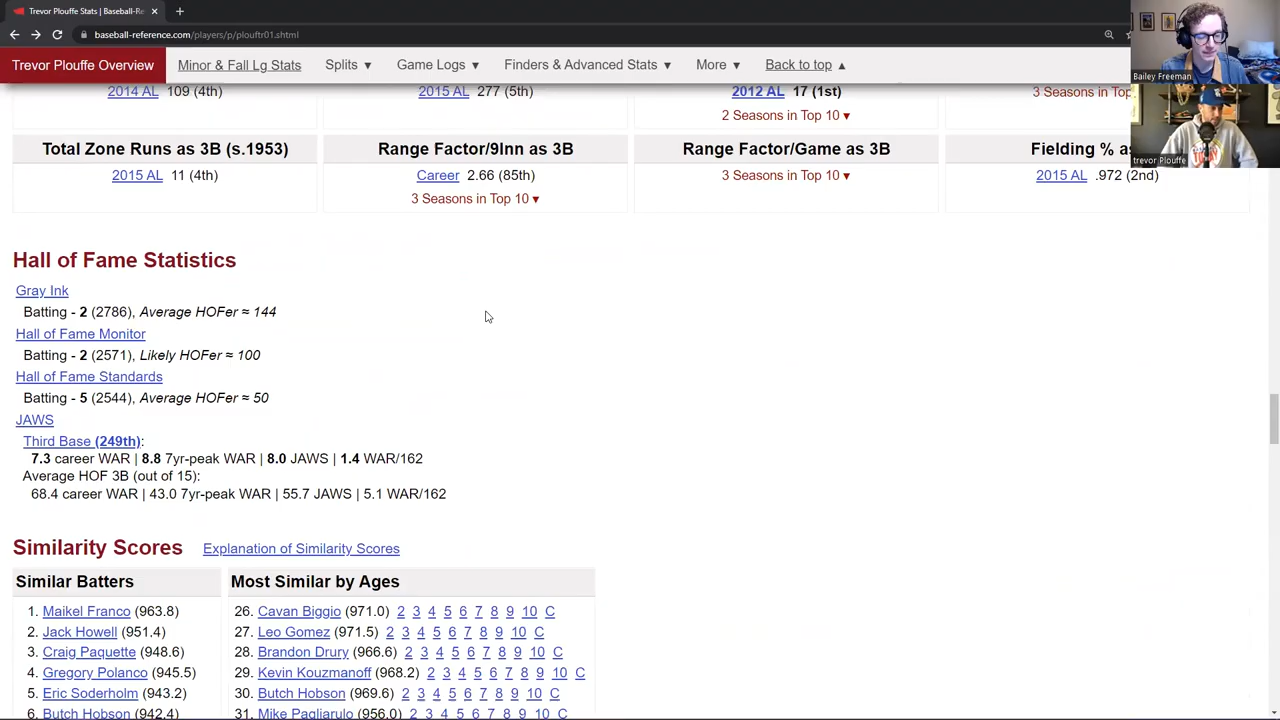 Trevor Plouffe Stats | Baseball-Re
baseball-reference.com/players/p/plouftr01.shtml
Bailey Freeman
Trevor Plouffe Overview Minor & Fall Lg Stats Splits ▼ Game Logs ▼ Finders & Advanced Stats ▼ More ▼ Back to top ▲
2014 AL 109 (4th) 2015 AL 277 (5th) 2012 AL 17 (1st) 3 Seasons in Top
2 Seasons in Top 10 ▼
trevor Plouffe
Total Zone Runs as 3B (s.1953) Range Factor/9Inn as 3B Range Factor/Game as 3B Fielding % as
2015 AL 11 (4th) Career 2.66 (85th) 3 Seasons in Top 10 ▼ 2015 AL .972 (2nd)
3 Seasons in Top 10 ▼
Hall of Fame Statistics
Gray Ink
Batting - 2 (2786), Average HOFer ≈ 144
Hall of Fame Monitor
Batting - 2 (2571), Likely HOFer ≈ 100
Hall of Fame Standards
Batting - 5 (2544), Average HOFer ≈ 50
JAWS
Third Base (249th):
7.3 career WAR | 8.8 7yr-peak WAR | 8.0 JAWS | 1.4 WAR/162
Average HOF 3B (out of 15):
68.4 career WAR | 43.0 7yr-peak WAR | 55.7 JAWS | 5.1 WAR/162
Similarity Scores Explanation of Similarity Scores
Similar Batters Most Similar by Ages
1. Maikel Franco (963.8) 26. Cavan Biggio (971.0) 2 3 4 5 6 7 8 9 10 C
2. Jack Howell (951.4) 27. Leo Gomez (971.5) 2 3 4 5 6 7 8 9 10 C
3. Craig Paquette (948.6) 28. Brandon Drury (966.6) 2 3 4 5 6 7 8 9 10 C
4. Gregory Polanco (945.5) 29. Kevin Kouzmanoff (968.2) 2 3 4 5 6 7 8 9 10 C
5. Eric Soderholm (943.2) 30. Butch Hobson (969.6) 2 3 4 5 6 7 8 9 10 C
6. Butch Hobson (942.4) 31. Mike Pagliarulo (956.0) 2 3 4 5 6 7 8 9 10 C